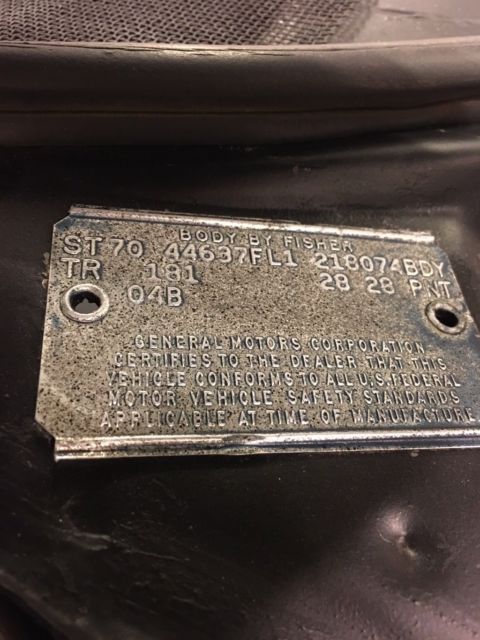 BODY BY FISHER
ST70 44637FL1 218074BDY
TR 181 28 28 PNT
04B
GENERAL MOTORS CORPORATION
CERTIFIES TO THE DEALER THAT THIS
VEHICLE CONFORMS TO ALL U.S. FEDERAL
MOTOR VEHICLE SAFETY STANDARDS
APPLICABLE AT TIME OF MANUFACTURE